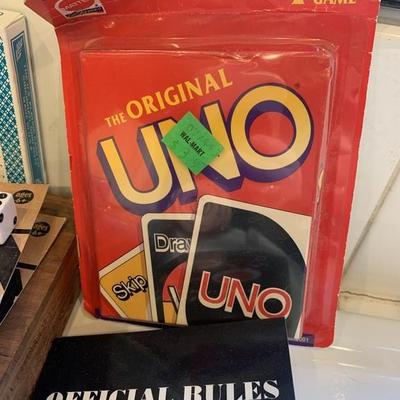 GAME
THE ORIGINAL
UNO
WAL-MART
Skip
Draw
UNO
OFFICIAL RULES